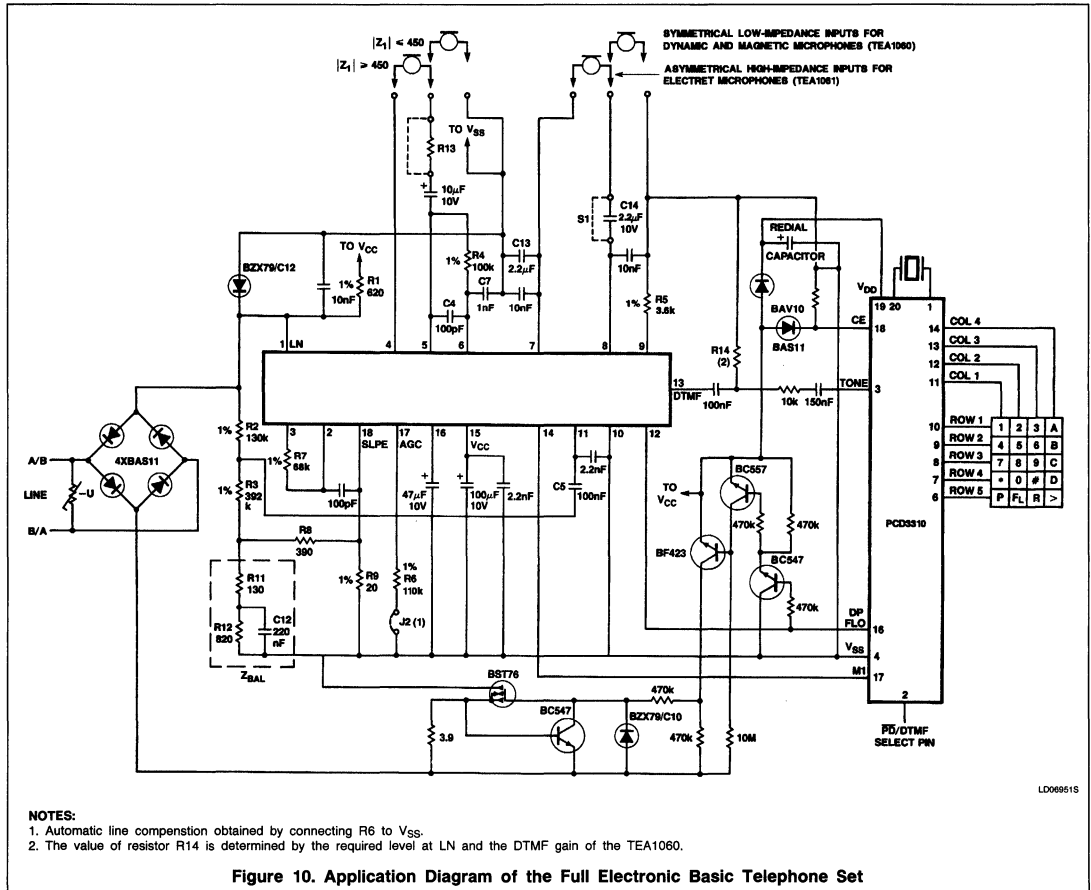 |Z₁| ≤ 450
|Z₁| ≥ 450
SYMMETRICAL LOW-IMPEDANCE INPUTS FOR
DYNAMIC AND MAGNETIC MICROPHONES (TEA1060)
ASYMMETRICAL HIGH-IMPEDANCE INPUTS FOR
ELECTRET MICROPHONES (TEA1061)
TO VSS
R13
10μF
10V
S1
C14
2.2μF
10V
REDIAL
CAPACITOR
+
BZX79/C12
TO VCC
1%
R1
620
10nF
1%
R4
100k
C13
2.2μF
C7
1nF
10nF
C4
100pF
10nF
1%
R5
3.6k
VDD
19 20 1
BAV10
BAS11
CE
18
COL 4
14
COL 3
13
COL 2
12
COL 1
11
1 LN
4
5
6
7
8
9
R14
(2)
13
DTMF
100nF
10k
150nF
TONE
3
4XBAS11
A/B
LINE
-U
B/A
1%
R2
130k
1%
R3
392
k
3
2
18
SLPE
17
AGC
16
15
VCC
14
11
10
12
1%
R7
68k
100pF
47μF
10V
100μF
10V
2.2nF
C5
100nF
2.2nF
ROW 1
10
ROW 2
9
ROW 3
8
ROW 4
7
ROW 5
6
1 2 3 A
4 5 6 B
7 8 9 C
* 0 # D
P FL R >
PCD3310
TO
VCC
BC557
470k
470k
BF423
BC547
470k
R8
390
1%
R9
20
1%
R6
110k
J2 (1)
R11
130
R12
820
C12
220
nF
ZBAL
DP
FLO
16
VSS
4
M1
17
2
PD/DTMF
SELECT PIN
BST76
3.9
BC547
BZX79/C10
470k
470k
10M
LD06951S
NOTES:
1. Automatic line compenstion obtained by connecting R6 to VSS.
2. The value of resistor R14 is determined by the required level at LN and the DTMF gain of the TEA1060.
Figure 10. Application Diagram of the Full Electronic Basic Telephone Set